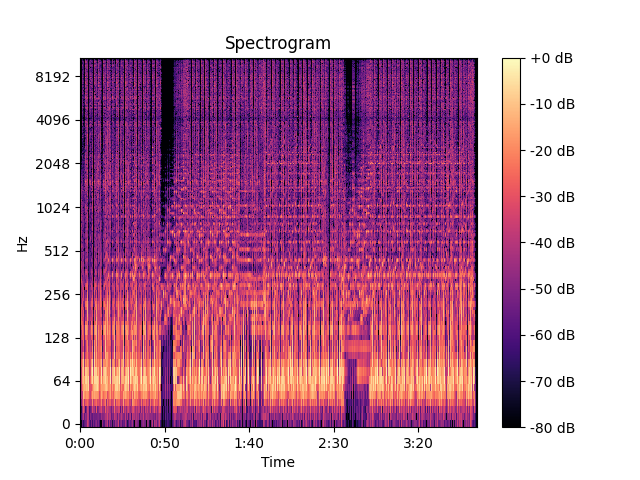 Spectrogram
8192
4096
2048
1024
512
256
128
64
0
Hz
0:00
0:50
1:40
2:30
3:20
Time
+0 dB
-10 dB
-20 dB
-30 dB
-40 dB
-50 dB
-60 dB
-70 dB
-80 dB